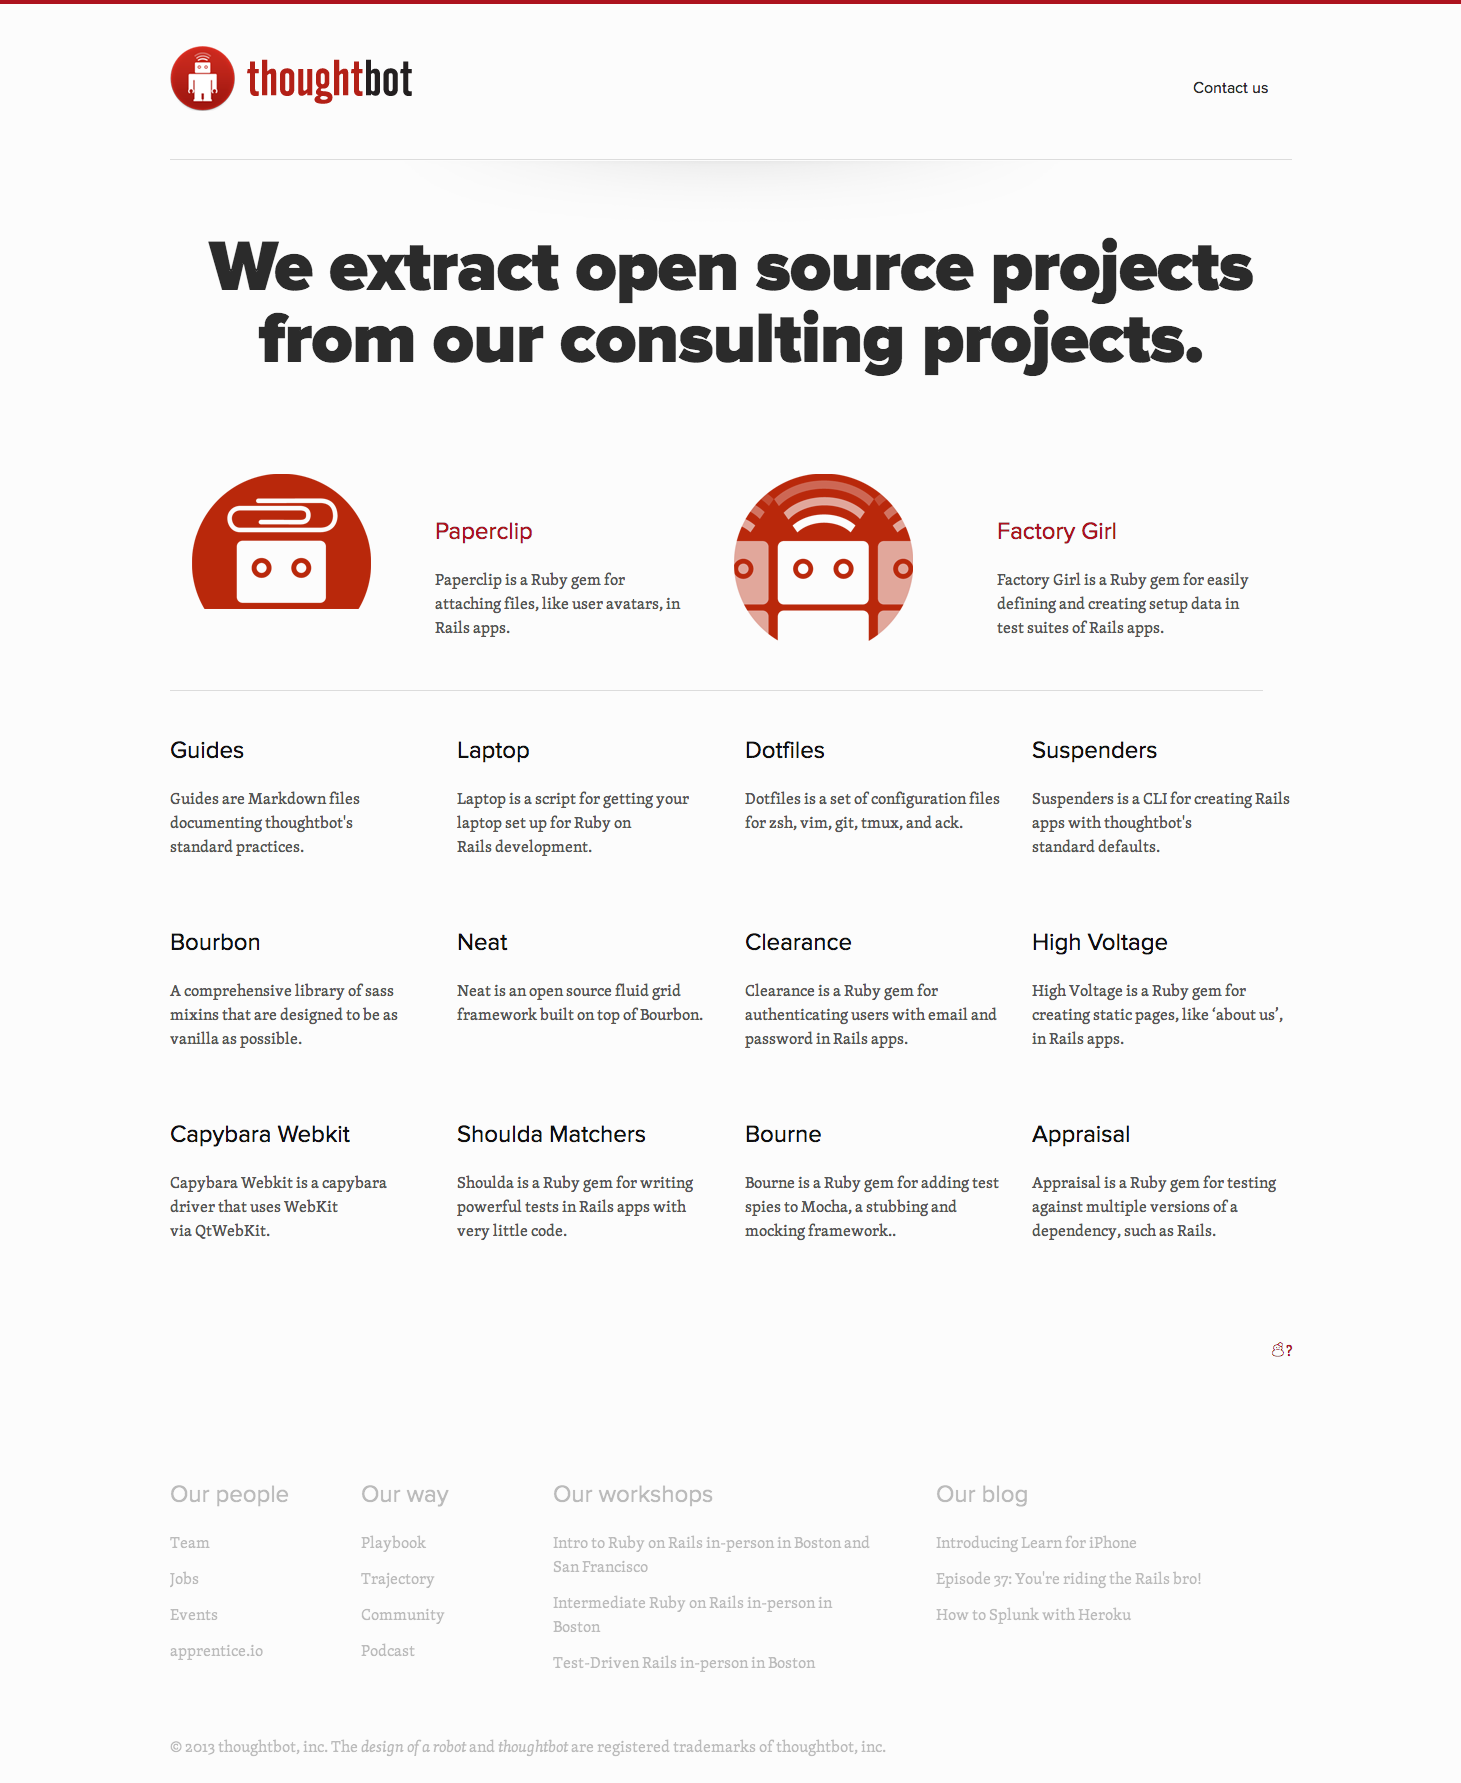 thoughtbot
Contact us
We extract open source projects
from our consulting projects.
Paperclip
Paperclip is a Ruby gem for
attaching files, like user avatars, in
Rails apps.
Factory Girl
Factory Girl is a Ruby gem for easily
defining and creating setup data in
test suites of Rails apps.
Guides
Guides are Markdown files
documenting thoughtbot's
standard practices.
Laptop
Laptop is a script for getting your
laptop set up for Ruby on
Rails development.
Dotfiles
Dotfiles is a set of configuration files
for zsh, vim, git, tmux, and ack.
Suspenders
Suspenders is a CLI for creating Rails
apps with thoughtbot's
standard defaults.
Bourbon
A comprehensive library of sass
mixins that are designed to be as
vanilla as possible.
Neat
Neat is an open source fluid grid
framework built on top of Bourbon.
Clearance
Clearance is a Ruby gem for
authenticating users with email and
password in Rails apps.
High Voltage
High Voltage is a Ruby gem for
creating static pages, like ‘about us’,
in Rails apps.
Capybara Webkit
Capybara Webkit is a capybara
driver that uses WebKit
via QtWebKit.
Shoulda Matchers
Shoulda is a Ruby gem for writing
powerful tests in Rails apps with
very little code.
Bourne
Bourne is a Ruby gem for adding test
spies to Mocha, a stubbing and
mocking framework..
Appraisal
Appraisal is a Ruby gem for testing
against multiple versions of a
dependency, such as Rails.
☃?
Our people
Team
Jobs
Events
apprentice.io
Our way
Playbook
Trajectory
Community
Podcast
Our workshops
Intro to Ruby on Rails in-person in Boston and
San Francisco
Intermediate Ruby on Rails in-person in
Boston
Test-Driven Rails in-person in Boston
Our blog
Introducing Learn for iPhone
Episode 37: You're riding the Rails bro!
How to Splunk with Heroku
© 2013 thoughtbot, inc. The design of a robot and thoughtbot are registered trademarks of thoughtbot, inc.